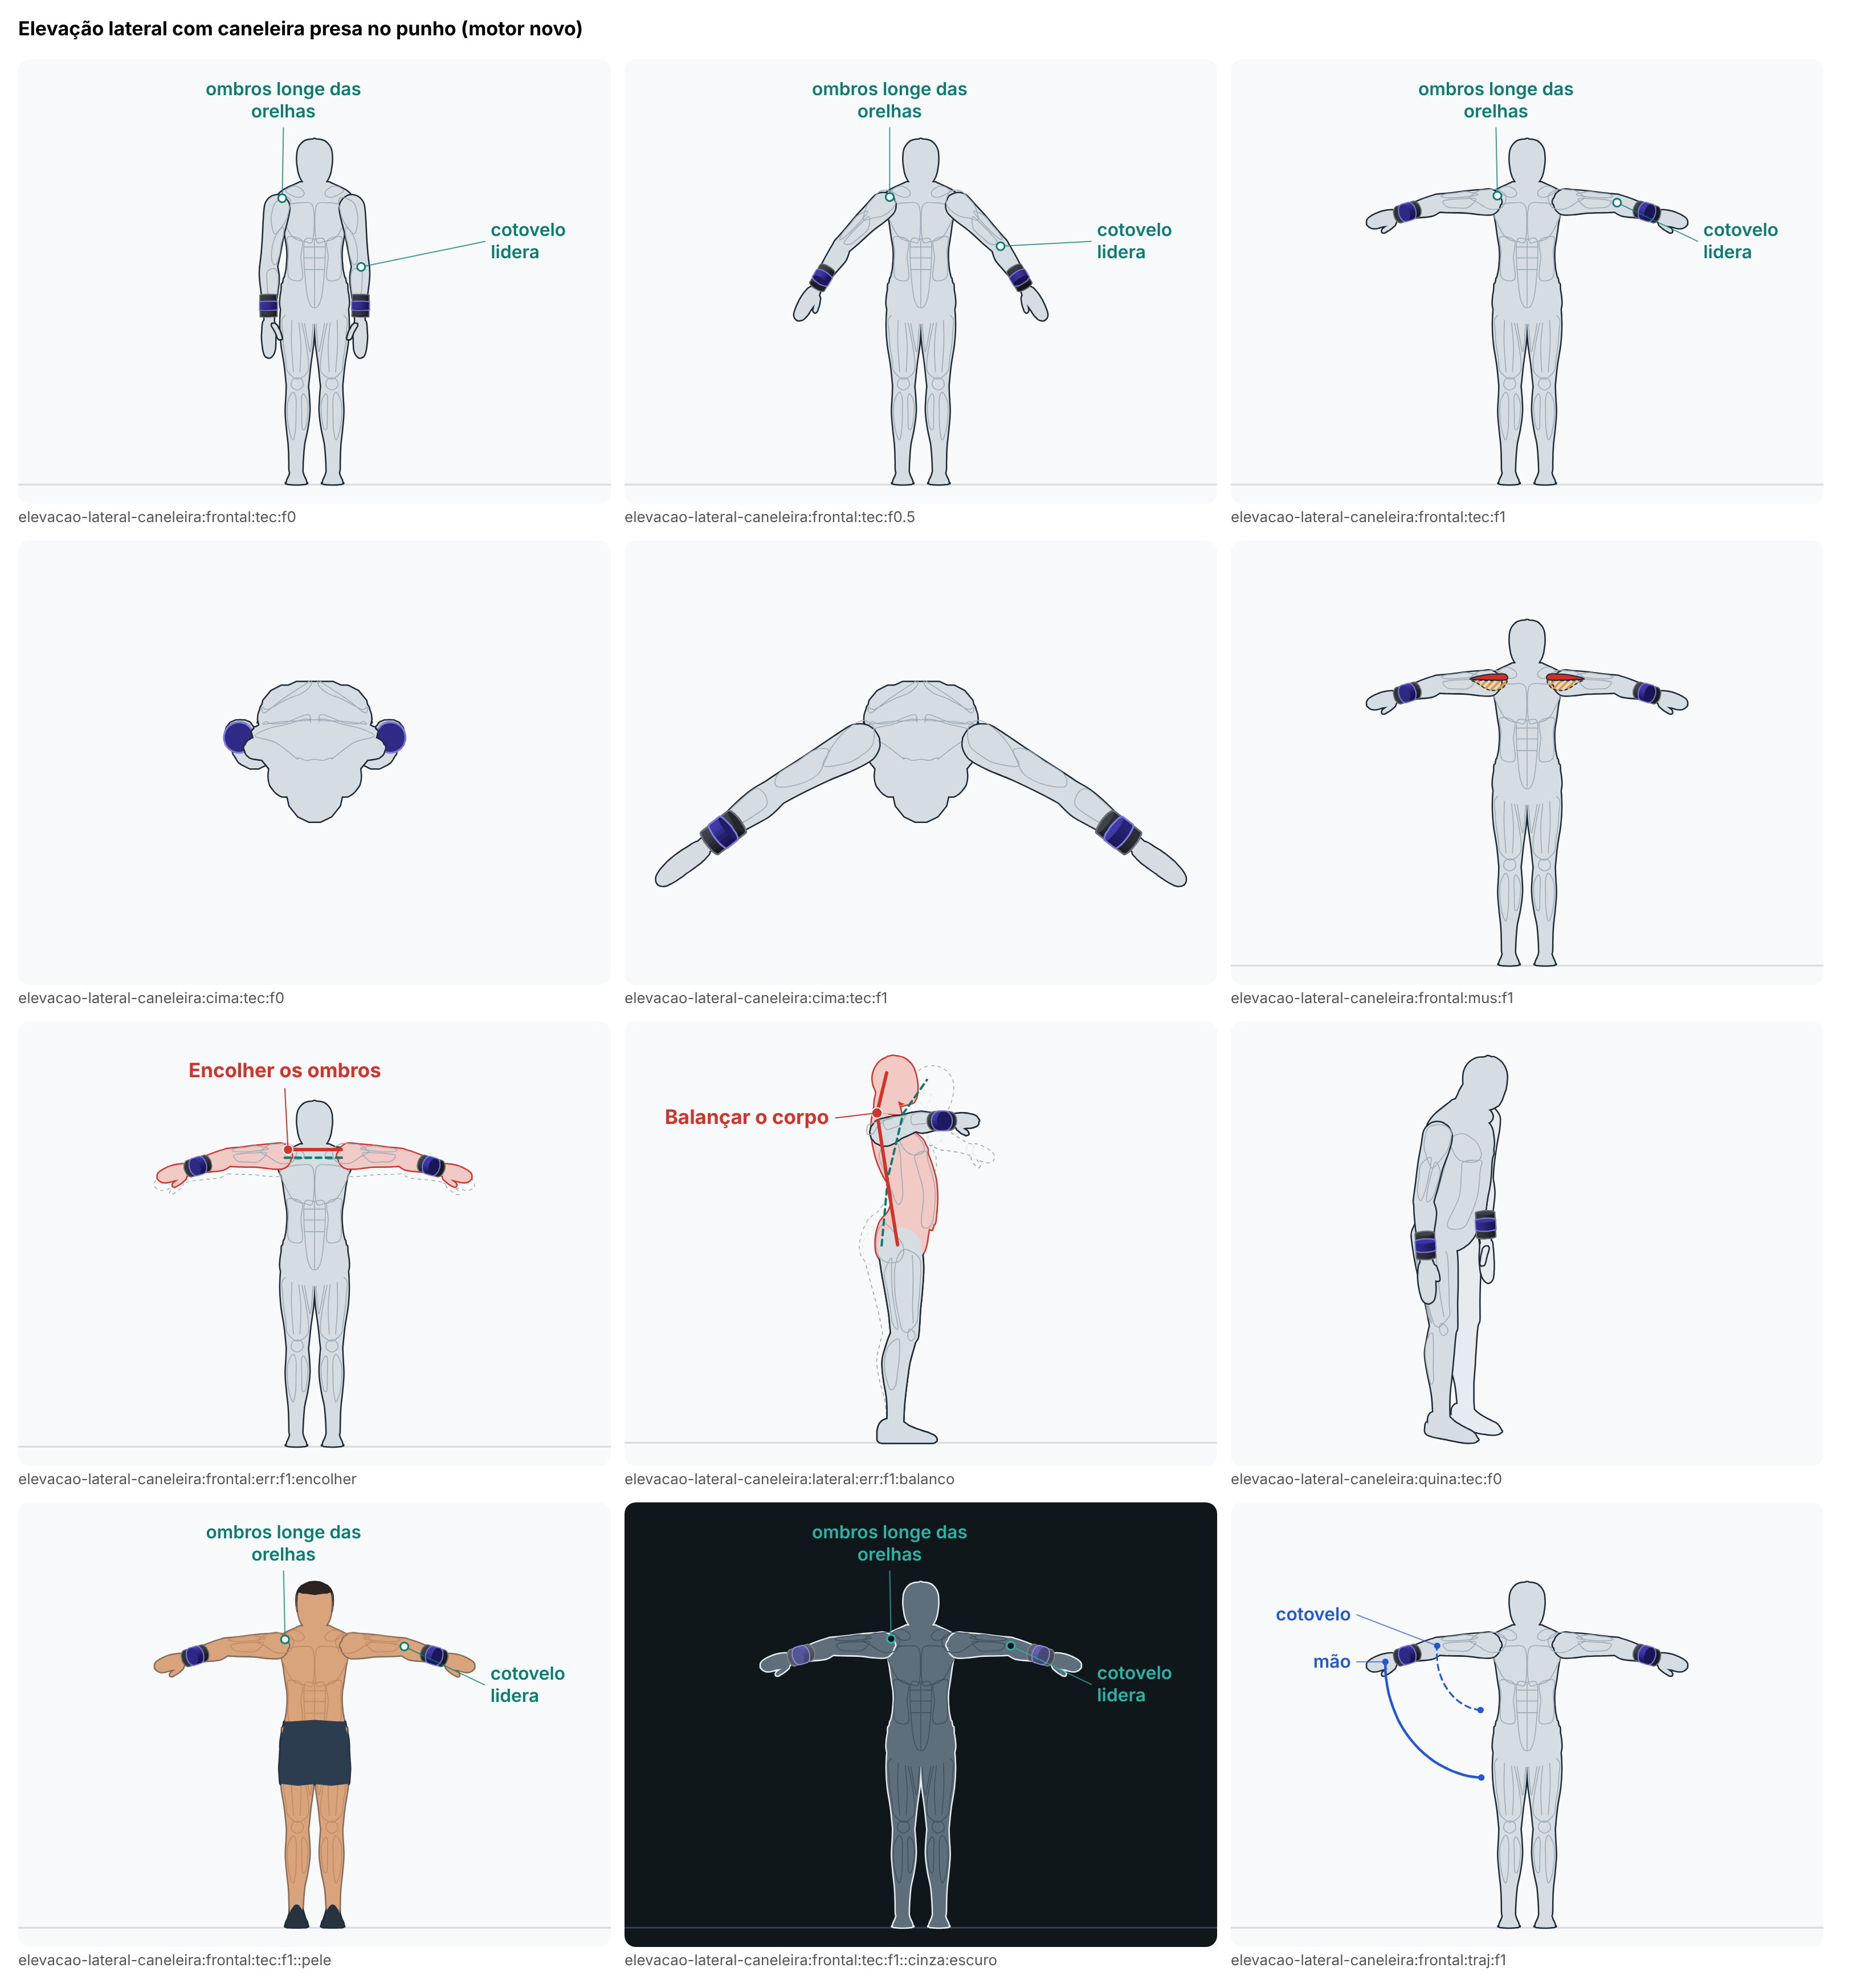 Elevação lateral com caneleira presa no punho (motor novo)
ombros longe das
orelhas
cotovelo
lidera
elevacao-lateral-caneleira:frontal:tec:f0
ombros longe das
orelhas
cotovelo
lidera
elevacao-lateral-caneleira:frontal:tec:f0.5
ombros longe das
orelhas
cotovelo
lidera
elevacao-lateral-caneleira:frontal:tec:f1
elevacao-lateral-caneleira:cima:tec:f0
elevacao-lateral-caneleira:cima:tec:f1
elevacao-lateral-caneleira:frontal:mus:f1
Encolher os ombros
elevacao-lateral-caneleira:frontal:err:f1:encolher
Balançar o corpo
elevacao-lateral-caneleira:lateral:err:f1:balanco
elevacao-lateral-caneleira:quina:tec:f0
ombros longe das
orelhas
cotovelo
lidera
elevacao-lateral-caneleira:frontal:tec:f1::pele
ombros longe das
orelhas
cotovelo
lidera
elevacao-lateral-caneleira:frontal:tec:f1::cinza:escuro
cotovelo
mão
elevacao-lateral-caneleira:frontal:traj:f1